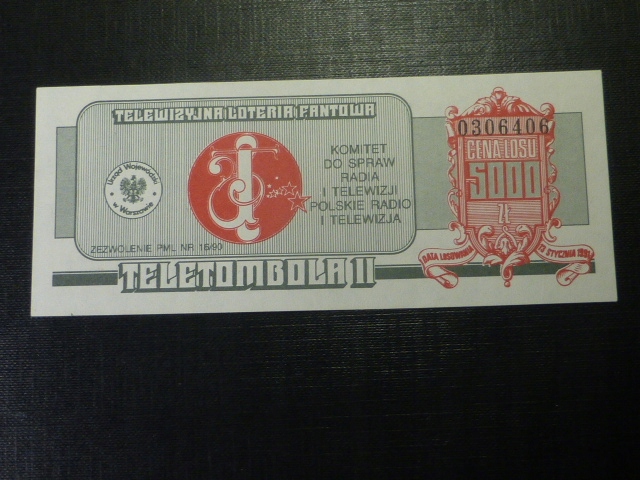 TELEWIZYJNA LOTERIA FANTOWA
Urząd Wojewódzki
w Warszawie
KOMITET
DO SPRAW
RADIA
I TELEWIZJI
POLSKIE RADIO
I TELEWIZJA
ZEZWOLENIE PML NR 16/90
TELETOMBOLA II
0306406
CENA LOSU
5000
zł
DATA LOSOWANIA
STYCZNIA 1991